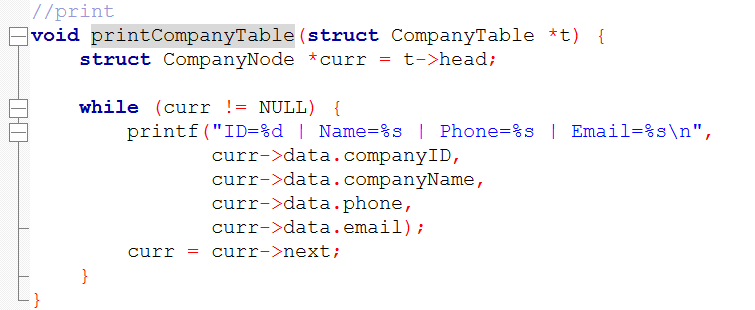 //print
void printCompanyTable(struct CompanyTable *t) {
    struct CompanyNode *curr = t->head;

    while (curr != NULL) {
        printf("ID=%d | Name=%s | Phone=%s | Email=%s\n",
               curr->data.companyID,
               curr->data.companyName,
               curr->data.phone,
               curr->data.email);
        curr = curr->next;
    }
}